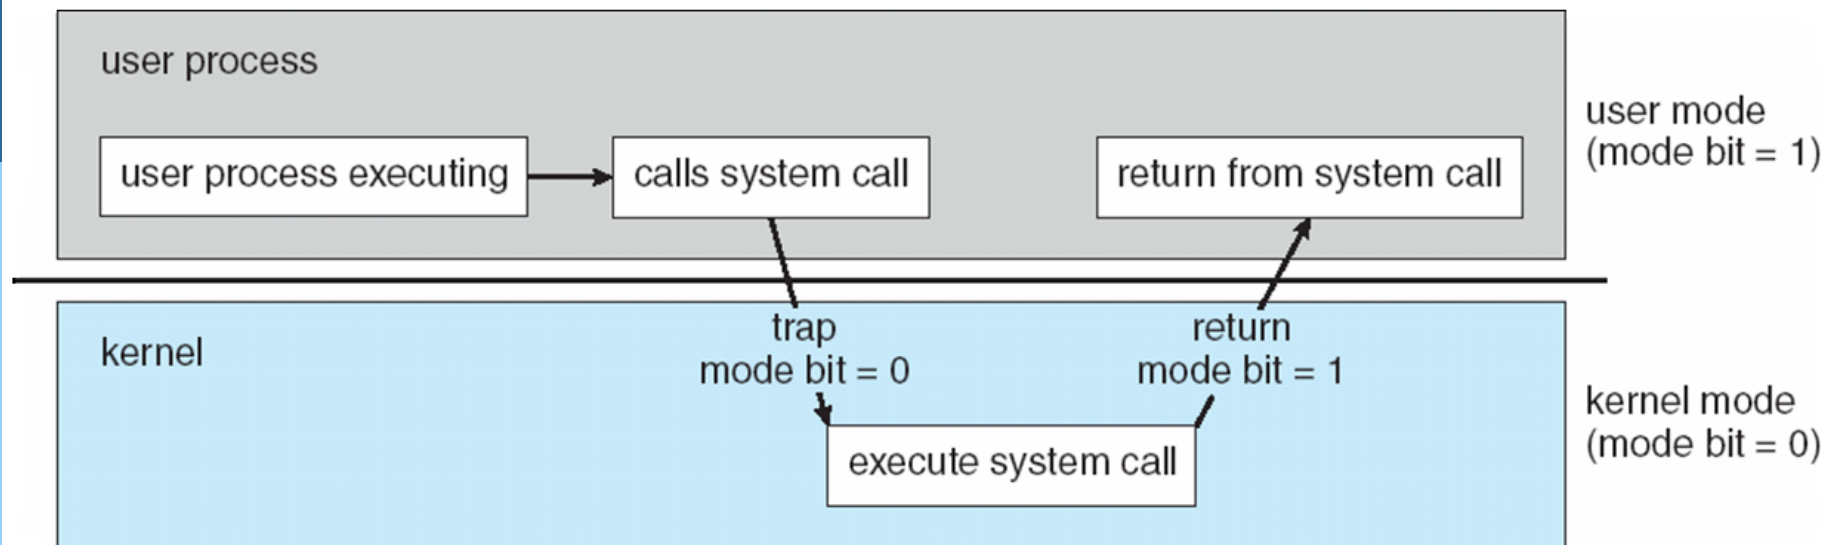 user process
user process executing
calls system call
return from system call
user mode
(mode bit = 1)
kernel
trap
mode bit = 0
return
mode bit = 1
execute system call
kernel mode
(mode bit = 0)